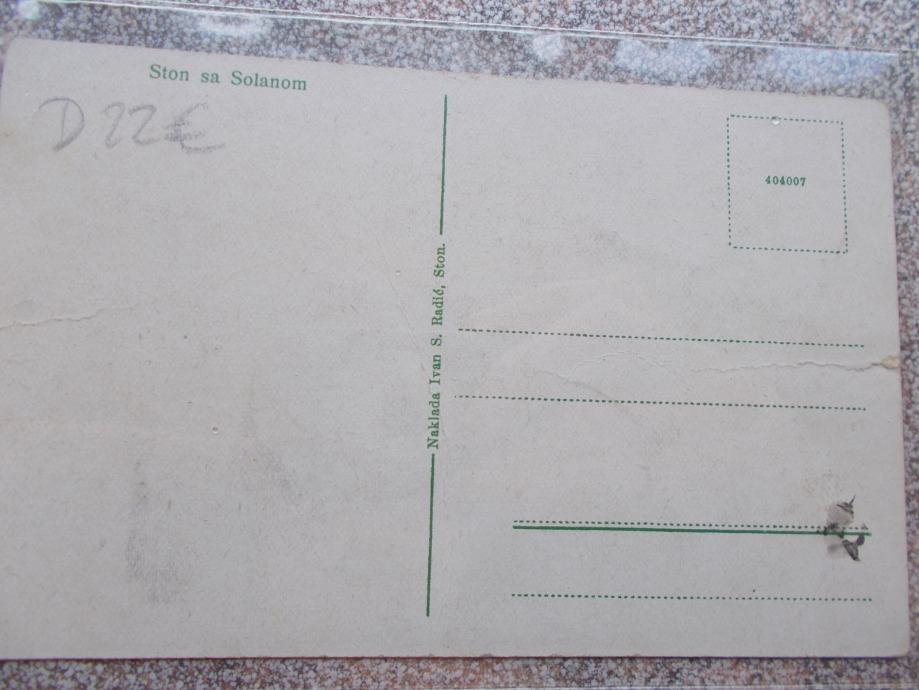 Ston sa Solanom
D 22€
Naklada Ivan S. Radić, Ston.
404007